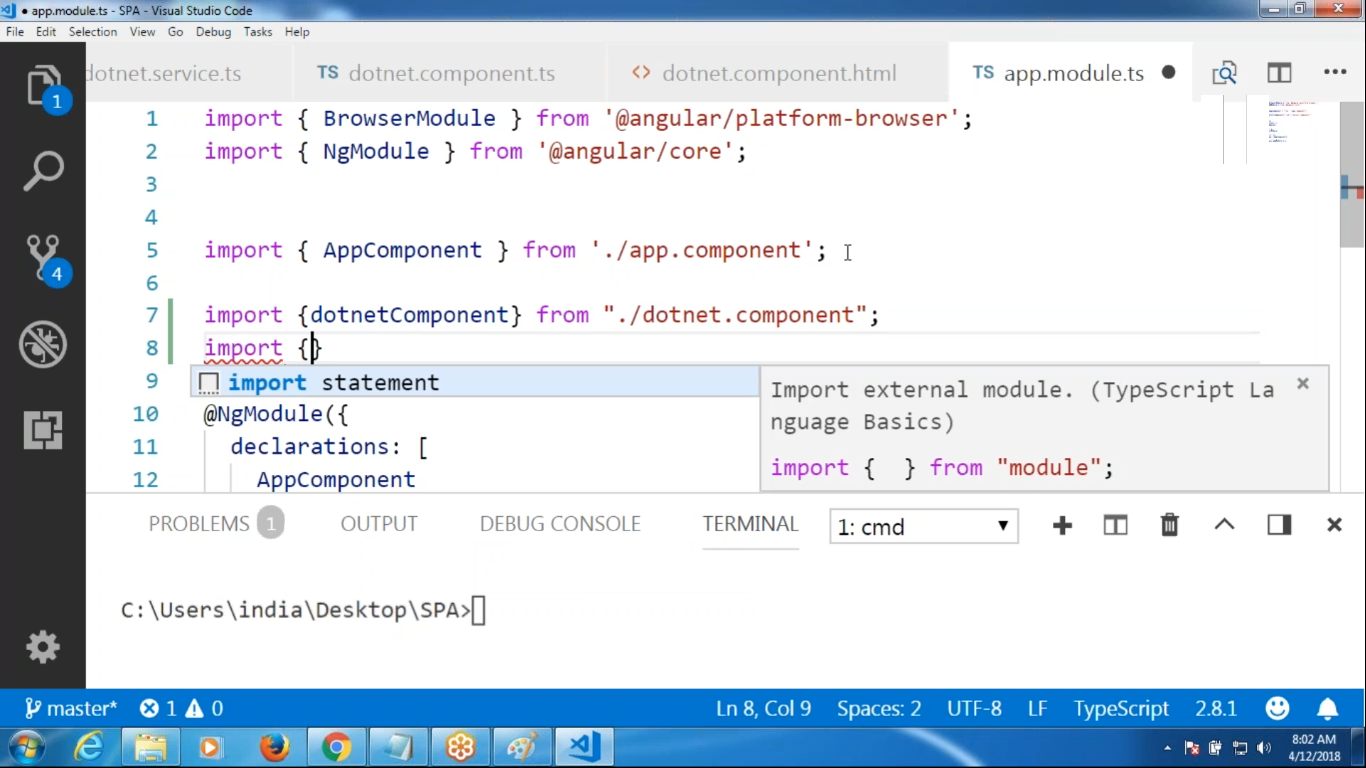 app.module.ts - SPA - Visual Studio Code
File Edit Selection View Go Debug Tasks Help
dotnet.service.ts TS dotnet.component.ts <> dotnet.component.html TS app.module.ts
1
1 import { BrowserModule } from '@angular/platform-browser';
2 import { NgModule } from '@angular/core';
3
4
5 import { AppComponent } from './app.component';
6
7 import {dotnetComponent} from "./dotnet.component";
8 import {}
9 import statement
Import external module. (TypeScript La
nguage Basics)
import { } from "module";
10 @NgModule({
11 declarations: [
12 AppComponent
4
PROBLEMS 1 OUTPUT DEBUG CONSOLE TERMINAL 1: cmd
C:\Users\india\Desktop\SPA>
master* 1 0 Ln 8, Col 9 Spaces: 2 UTF-8 LF TypeScript 2.8.1
8:02 AM
4/12/2018